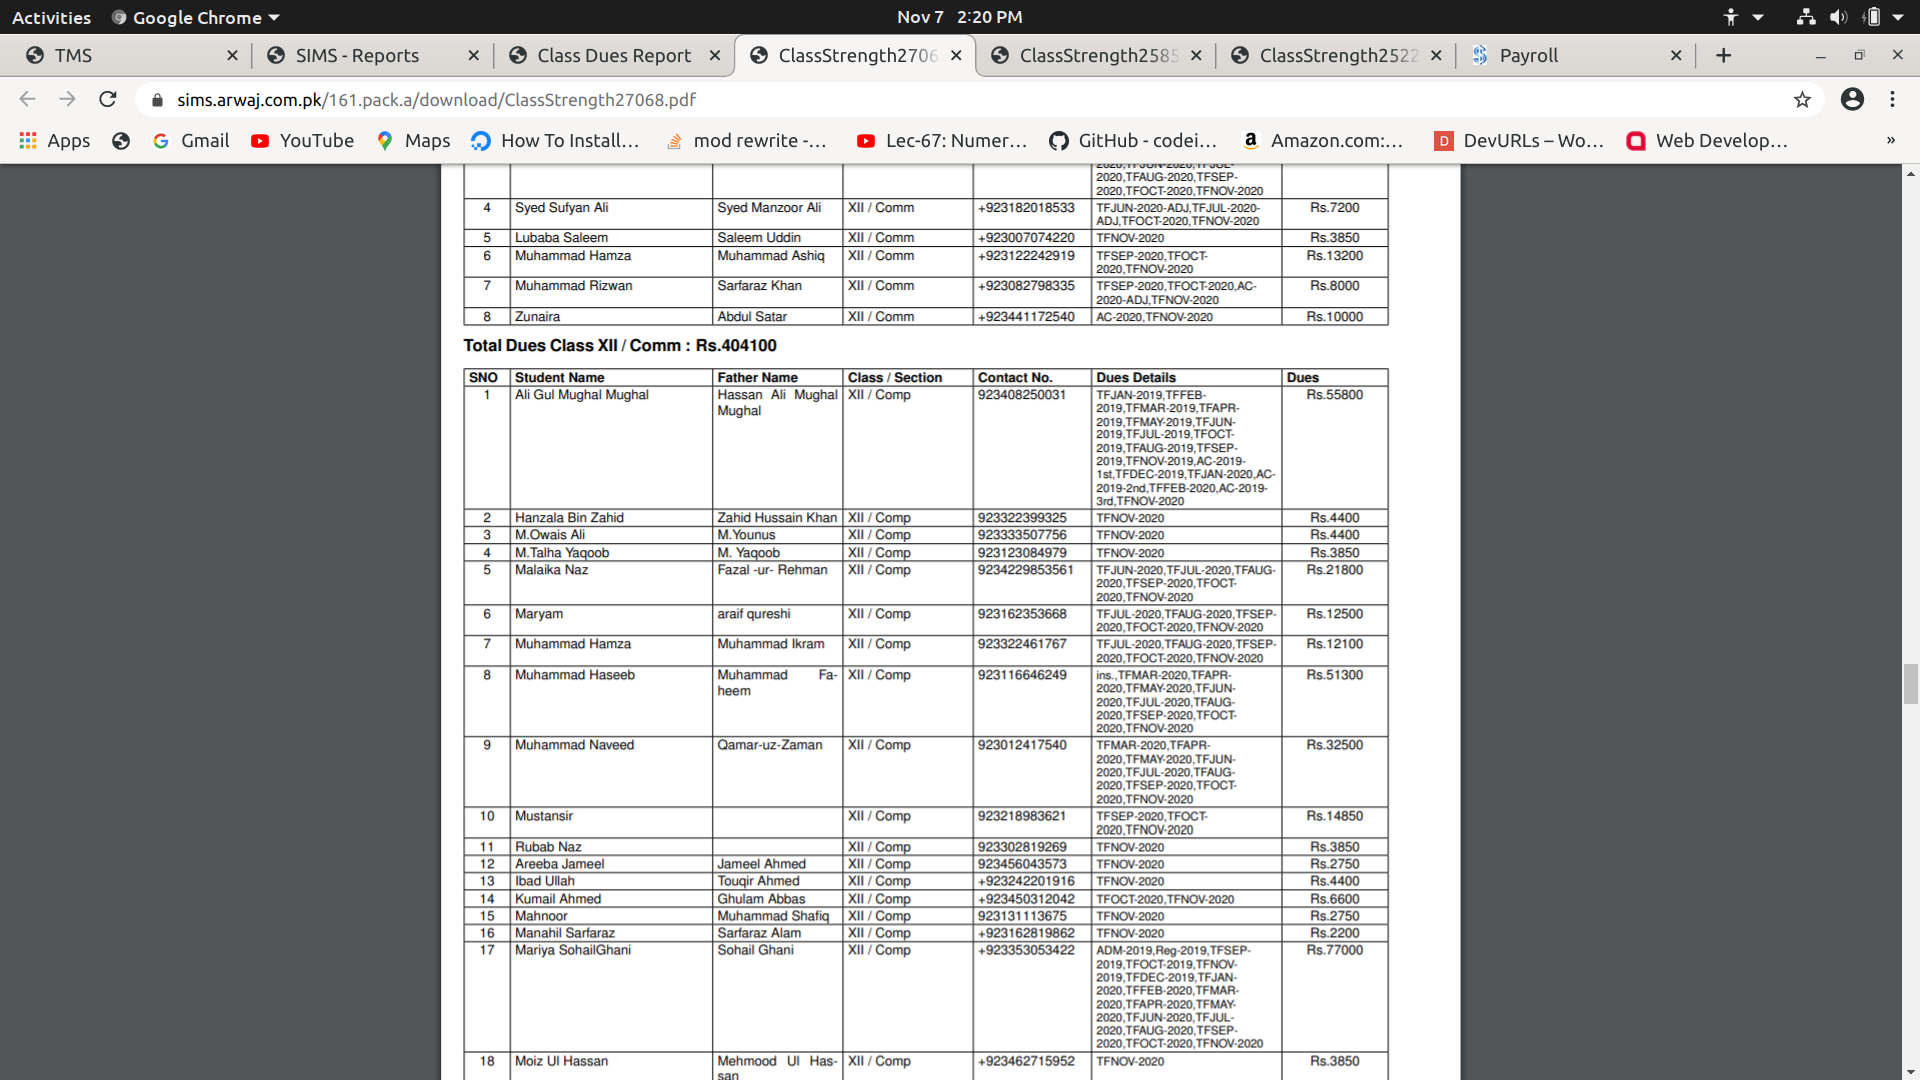 Activities Google Chrome Nov 7 2:20 PM
TMS SIMS - Reports Class Dues Report ClassStrength2706 ClassStrength2585 ClassStrength2522 Payroll
sims.arwaj.com.pk/161.pack.a/download/ClassStrength27068.pdf
Apps Gmail YouTube Maps How To Install... mod rewrite -... Lec-67: Numer... GitHub - codei... Amazon.com:... DevURLs – Wo... Web Develop... »
2020,TFJUN-2020,TFJUL-
2020,TFAUG-2020,TFSEP-
2020,TFOCT-2020,TFNOV-2020
4 Syed Sufyan Ali Syed Manzoor Ali XII / Comm +923182018533 TFJUN-2020-ADJ,TFJUL-2020- Rs.7200
ADJ,TFOCT-2020,TFNOV-2020
5 Lubaba Saleem Saleem Uddin XII / Comm +923007074220 TFNOV-2020 Rs.3850
6 Muhammad Hamza Muhammad Ashiq XII / Comm +923122242919 TFSEP-2020,TFOCT- Rs.13200
2020,TFNOV-2020
7 Muhammad Rizwan Sarfaraz Khan XII / Comm +923082798335 TFSEP-2020,TFOCT-2020,AC- Rs.8000
2020-ADJ,TFNOV-2020
8 Zunaira Abdul Satar XII / Comm +923441172540 AC-2020,TFNOV-2020 Rs.10000
Total Dues Class XII / Comm : Rs.404100
SNO Student Name Father Name Class / Section Contact No. Dues Details Dues
1 Ali Gul Mughal Mughal Hassan Ali Mughal XII / Comp 923408250031 TFJAN-2019,TFFEB- Rs.55800
Mughal 2019,TFMAR-2019,TFAPR-
2019,TFMAY-2019,TFJUN-
2019,TFJUL-2019,TFOCT-
2019,TFAUG-2019,TFSEP-
2019,TFNOV-2019,AC-2019-
1st,TFDEC-2019,TFJAN-2020,AC-
2019-2nd,TFFEB-2020,AC-2019-
3rd,TFNOV-2020
2 Hanzala Bin Zahid Zahid Hussain Khan XII / Comp 923322399325 TFNOV-2020 Rs.4400
3 M.Owais Ali M.Younus XII / Comp 923333507756 TFNOV-2020 Rs.4400
4 M.Talha Yaqoob M. Yaqoob XII / Comp 923123084979 TFNOV-2020 Rs.3850
5 Malaika Naz Fazal -ur- Rehman XII / Comp 9234229853561 TFJUN-2020,TFJUL-2020,TFAUG- Rs.21800
2020,TFSEP-2020,TFOCT-
2020,TFNOV-2020
6 Maryam araif qureshi XII / Comp 923162353668 TFJUL-2020,TFAUG-2020,TFSEP- Rs.12500
2020,TFOCT-2020,TFNOV-2020
7 Muhammad Hamza Muhammad Ikram XII / Comp 923322461767 TFJUL-2020,TFAUG-2020,TFSEP- Rs.12100
2020,TFOCT-2020,TFNOV-2020
8 Muhammad Haseeb Muhammad Fa- XII / Comp 923116646249 ins.,TFMAR-2020,TFAPR- Rs.51300
heem 2020,TFMAY-2020,TFJUN-
2020,TFJUL-2020,TFAUG-
2020,TFSEP-2020,TFOCT-
2020,TFNOV-2020
9 Muhammad Naveed Qamar-uz-Zaman XII / Comp 923012417540 TFMAR-2020,TFAPR- Rs.32500
2020,TFMAY-2020,TFJUN-
2020,TFJUL-2020,TFAUG-
2020,TFSEP-2020,TFOCT-
2020,TFNOV-2020
10 Mustansir XII / Comp 923218983621 TFSEP-2020,TFOCT- Rs.14850
2020,TFNOV-2020
11 Rubab Naz XII / Comp 923302819269 TFNOV-2020 Rs.3850
12 Areeba Jameel Jameel Ahmed XII / Comp 923456043573 TFNOV-2020 Rs.2750
13 Ibad Ullah Touqir Ahmed XII / Comp +923242201916 TFNOV-2020 Rs.4400
14 Kumail Ahmed Ghulam Abbas XII / Comp +923450312042 TFOCT-2020,TFNOV-2020 Rs.6600
15 Mahnoor Muhammad Shafiq XII / Comp 923131113675 TFNOV-2020 Rs.2750
16 Manahil Sarfaraz Sarfaraz Alam XII / Comp +923162819862 TFNOV-2020 Rs.2200
17 Mariya SohailGhani Sohail Ghani XII / Comp +923353053422 ADM-2019,Reg-2019,TFSEP- Rs.77000
2019,TFOCT-2019,TFNOV-
2019,TFDEC-2019,TFJAN-
2020,TFFEB-2020,TFMAR-
2020,TFAPR-2020,TFMAY-
2020,TFJUN-2020,TFJUL-
2020,TFAUG-2020,TFSEP-
2020,TFOCT-2020,TFNOV-2020
18 Moiz Ul Hassan Mehmood Ul Has- XII / Comp +923462715952 TFNOV-2020 Rs.3850
san